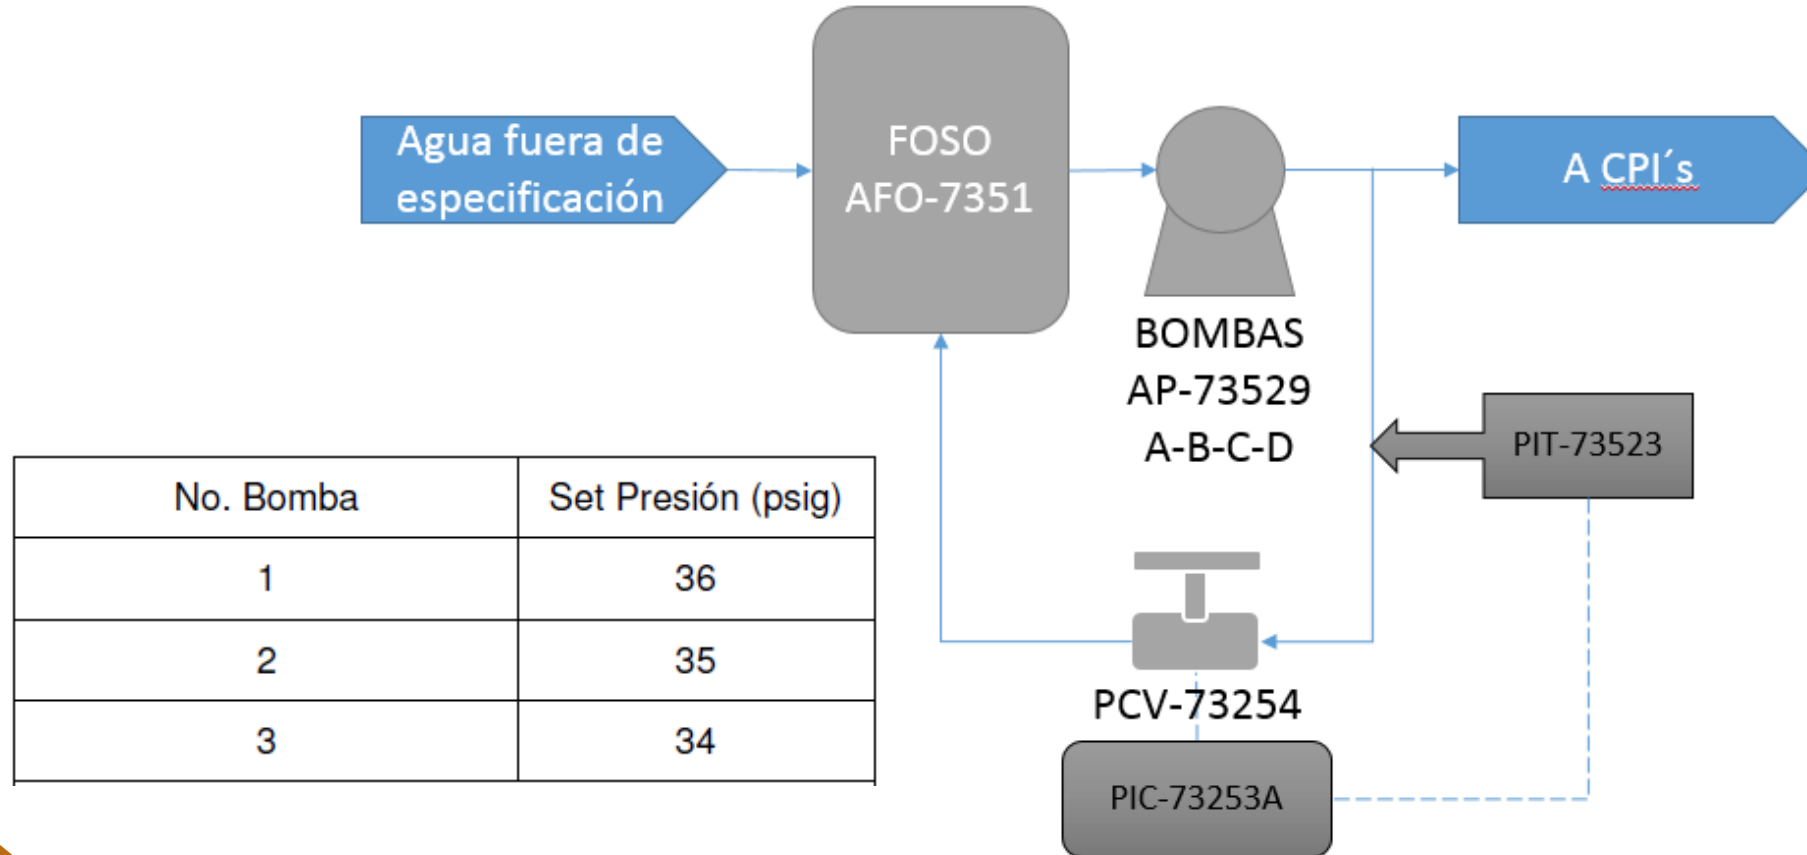 Agua fuera de
especificación
FOSO
AFO-7351
A CPI´s
BOMBAS
AP-73529
A-B-C-D
PIT-73523
PCV-73254
PIC-73253A
No. Bomba Set Presión (psig)
1 36
2 35
3 34